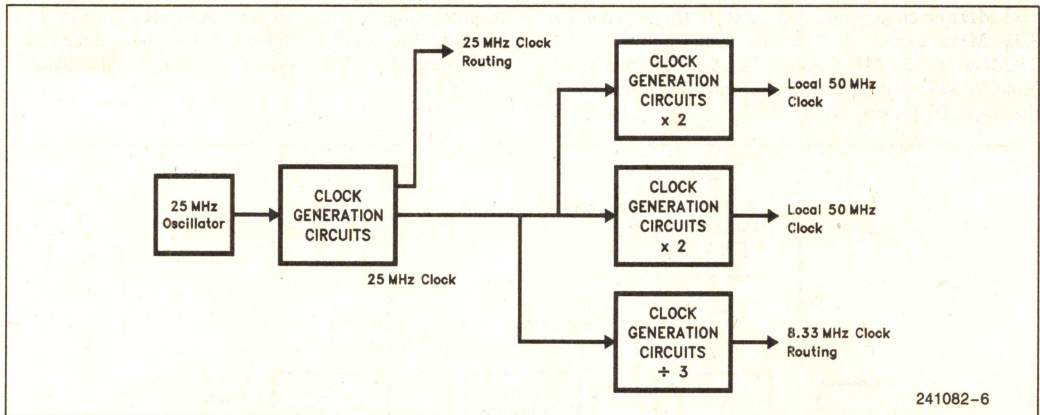 25 MHz Clock
Routing
CLOCK
GENERATION
CIRCUITS
x 2
Local 50 MHz
Clock
25 MHz
Oscillator
CLOCK
GENERATION
CIRCUITS
25 MHz Clock
CLOCK
GENERATION
CIRCUITS
x 2
Local 50 MHz
Clock
CLOCK
GENERATION
CIRCUITS
÷ 3
8.33 MHz Clock
Routing
241082-6